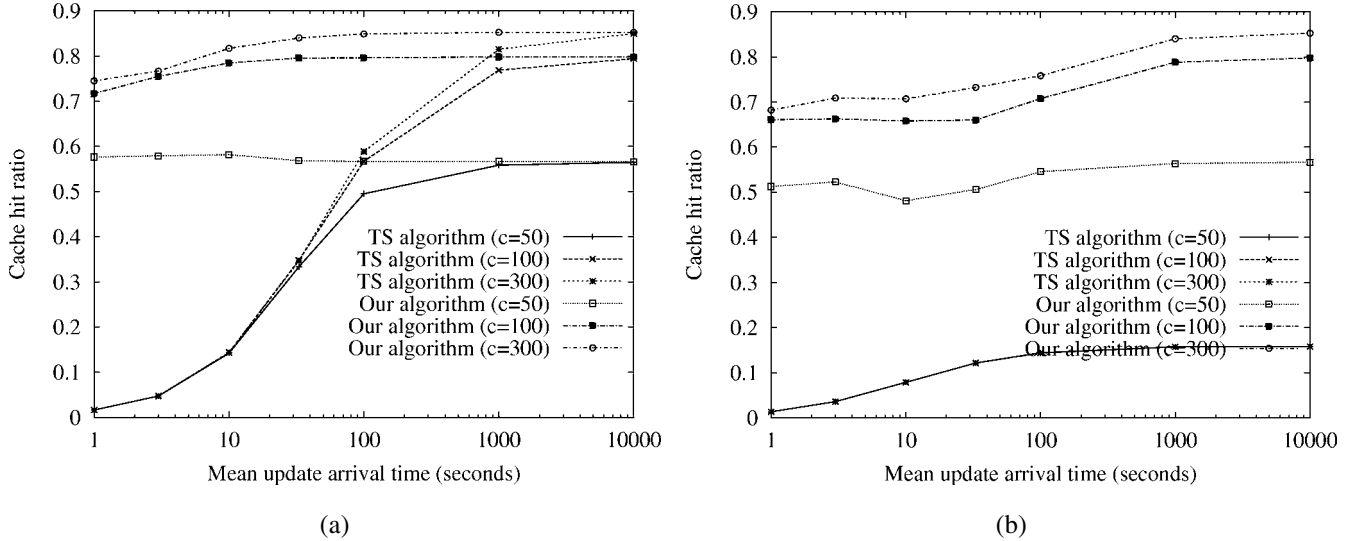 0.9
0.8
0.7
0.6
0.5
0.4
0.3
0.2
0.1
0
Cache hit ratio
TS algorithm (c=50)
TS algorithm (c=100)
TS algorithm (c=300)
Our algorithm (c=50)
Our algorithm (c=100)
Our algorithm (c=300)
1 10 100 1000 10000
Mean update arrival time (seconds)
(a)
0.9
0.8
0.7
0.6
0.5
0.4
0.3
0.2
0.1
0
Cache hit ratio
TS algorithm (c=50)
TS algorithm (c=100)
TS algorithm (c=300)
Our algorithm (c=50)
Our algorithm (c=100)
Our algorithm (c=300)
1 10 100 1000 10000
Mean update arrival time (seconds)
(b)